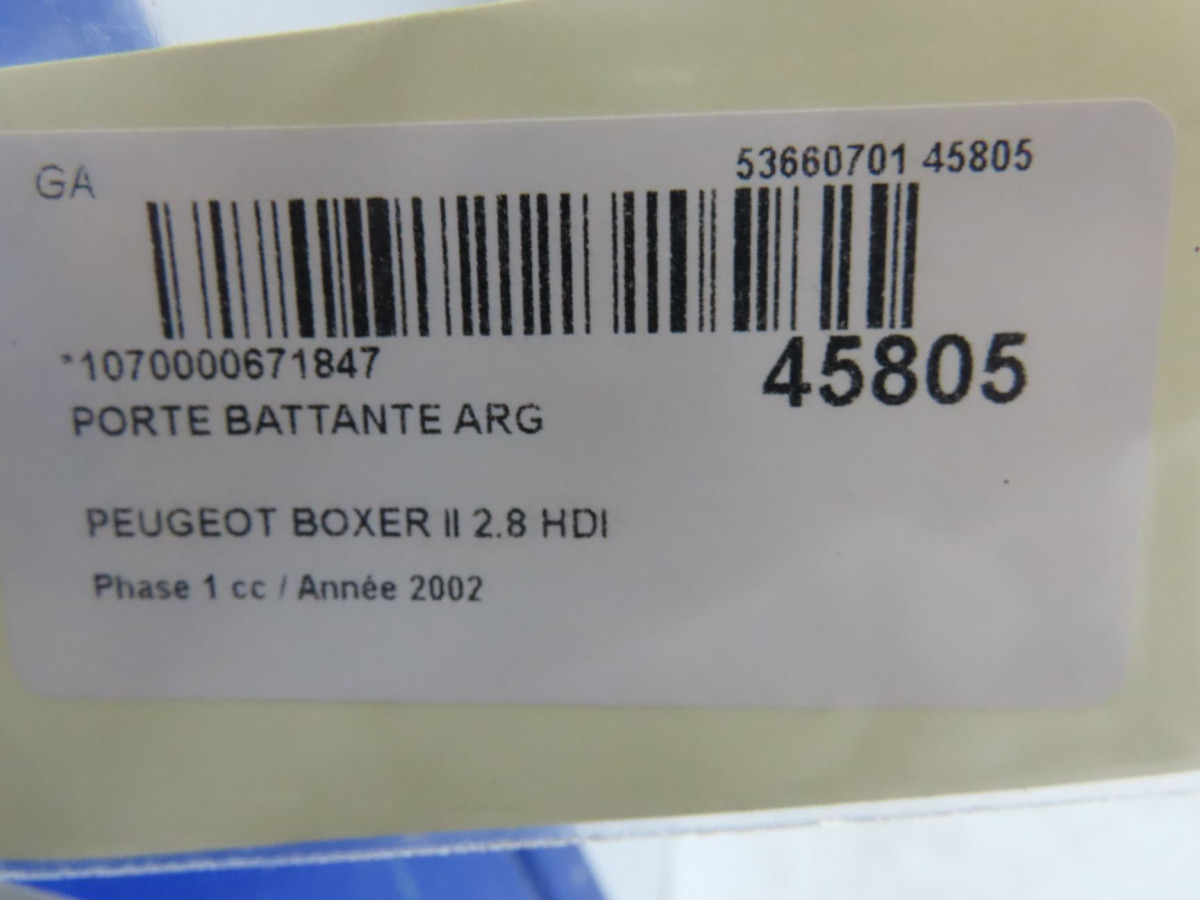 GA
53660701 45805
*1070000671847
45805
PORTE BATTANTE ARG
PEUGEOT BOXER II 2.8 HDI
Phase 1 cc / Année 2002